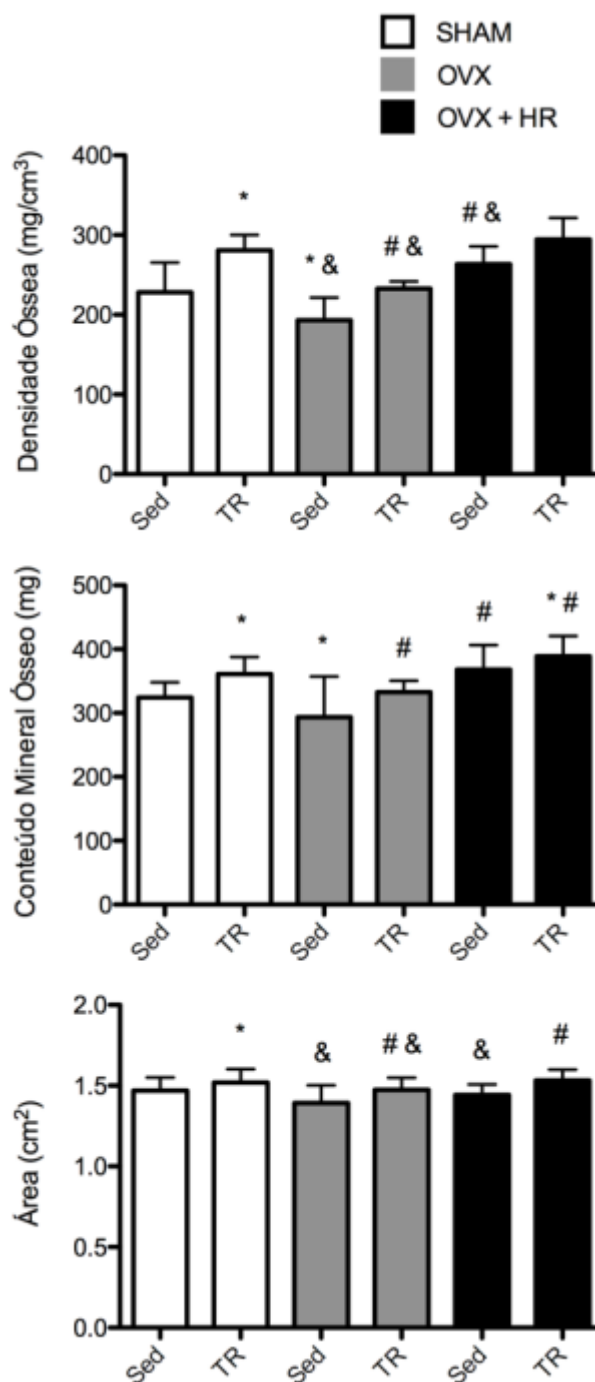 SHAM
OVX
OVX + HR
Densidade Óssea (mg/cm³)
400
300
200
100
0
*
* &
# &
# &
Sed
TR
Sed
TR
Sed
TR
Conteúdo Mineral Ósseo (mg)
500
400
300
200
100
0
*
*
#
#
* #
Sed
TR
Sed
TR
Sed
TR
Área (cm²)
2.0
1.5
1.0
0.5
0.0
*
&
# &
&
#
Sed
TR
Sed
TR
Sed
TR